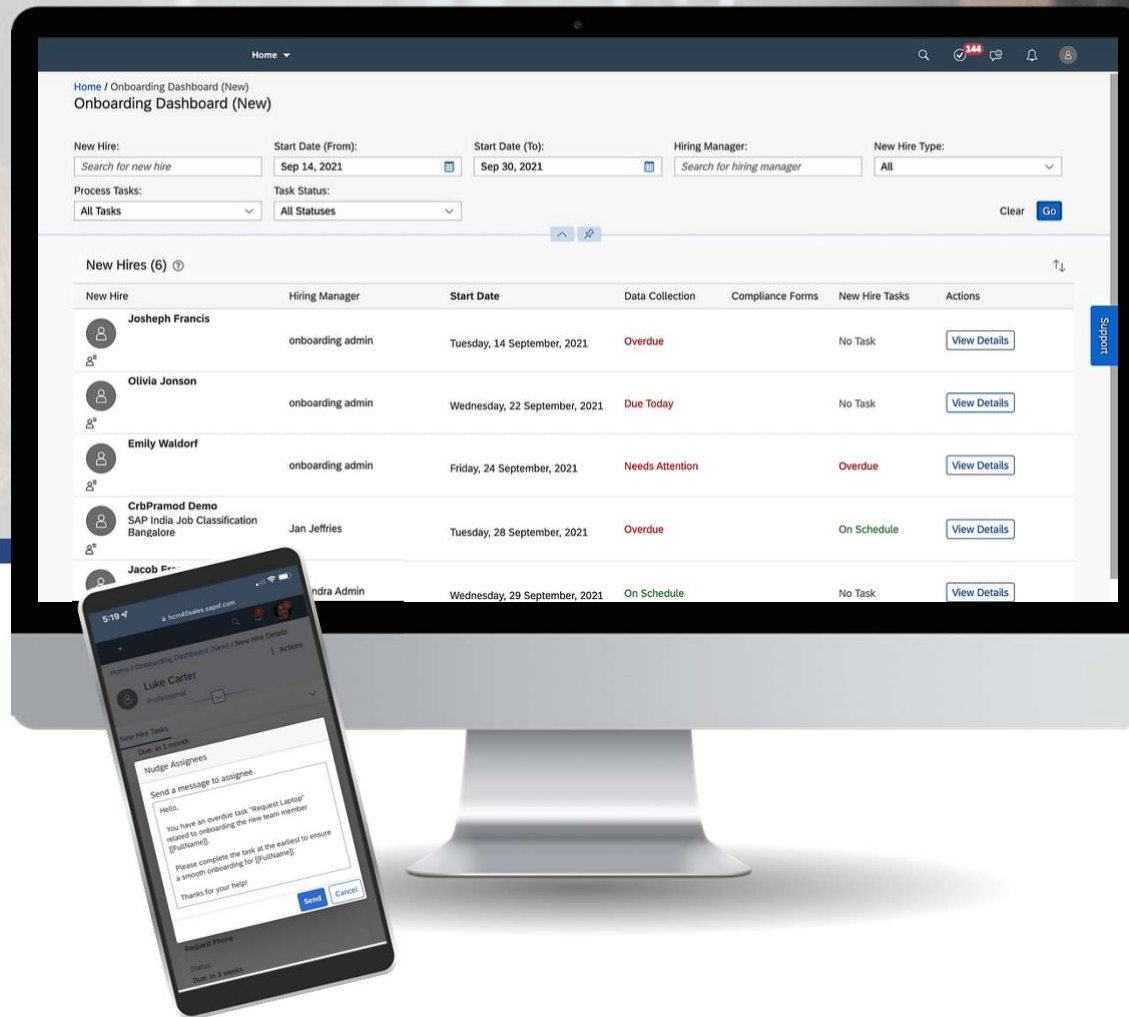 Home
144
Home / Onboarding Dashboard (New)
Onboarding Dashboard (New)
New Hire: Start Date (From): Start Date (To): Hiring Manager: New Hire Type:
Search for new hire Sep 14, 2021 Sep 30, 2021 Search for hiring manager All
Process Tasks: Task Status:
All Tasks All Statuses Clear Go
New Hires (6)
New Hire Hiring Manager Start Date Data Collection Compliance Forms New Hire Tasks Actions
Josheph Francis
onboarding admin Tuesday, 14 September, 2021 Overdue No Task View Details
Support
Olivia Jonson
onboarding admin Wednesday, 22 September, 2021 Due Today No Task View Details
Emily Waldorf
onboarding admin Friday, 24 September, 2021 Needs Attention Overdue View Details
CrbPramod Demo
SAP India Job Classification
Bangalore
Jan Jeffries Tuesday, 28 September, 2021 Overdue On Schedule View Details
Jacob
Admin Wednesday, 29 September, 2021 On Schedule No Task View Details
5:19
hcm40sales.sapsf.com
Home / Onboarding Dashboard (New) / New Hire Details
Luke Carter
Actions
Professional
New Hire Tasks
Due: in 1 month
Nudge Assignees
Send a message to assignee
Hello,
You have an overdue task "Request Laptop"
related to onboarding the new team member
[[FullName]].
Please complete the task at the earliest to ensure
a smooth onboarding for [[FullName]].
Thanks for your help!
Send Cancel
Request Phone
Status:
Due: in 3 weeks